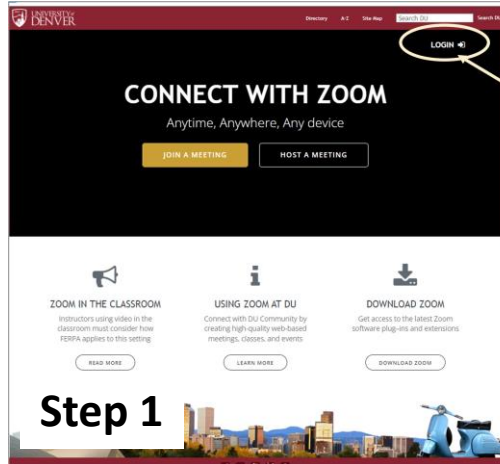 UNIVERSITY of
DENVER
Directory A-Z Site Map Search DU Search DU
LOGIN
CONNECT WITH ZOOM
Anytime, Anywhere, Any device
JOIN A MEETING HOST A MEETING
ZOOM IN THE CLASSROOM
Instructors using video in the
classroom must consider how
FERPA applies to this setting
READ MORE
USING ZOOM AT DU
Connect with DU Community by
creating high-quality web-based
meetings, classes, and events
LEARN MORE
DOWNLOAD ZOOM
Get access to the latest Zoom
software plug-ins and extensions
DOWNLOAD ZOOM
Step 1